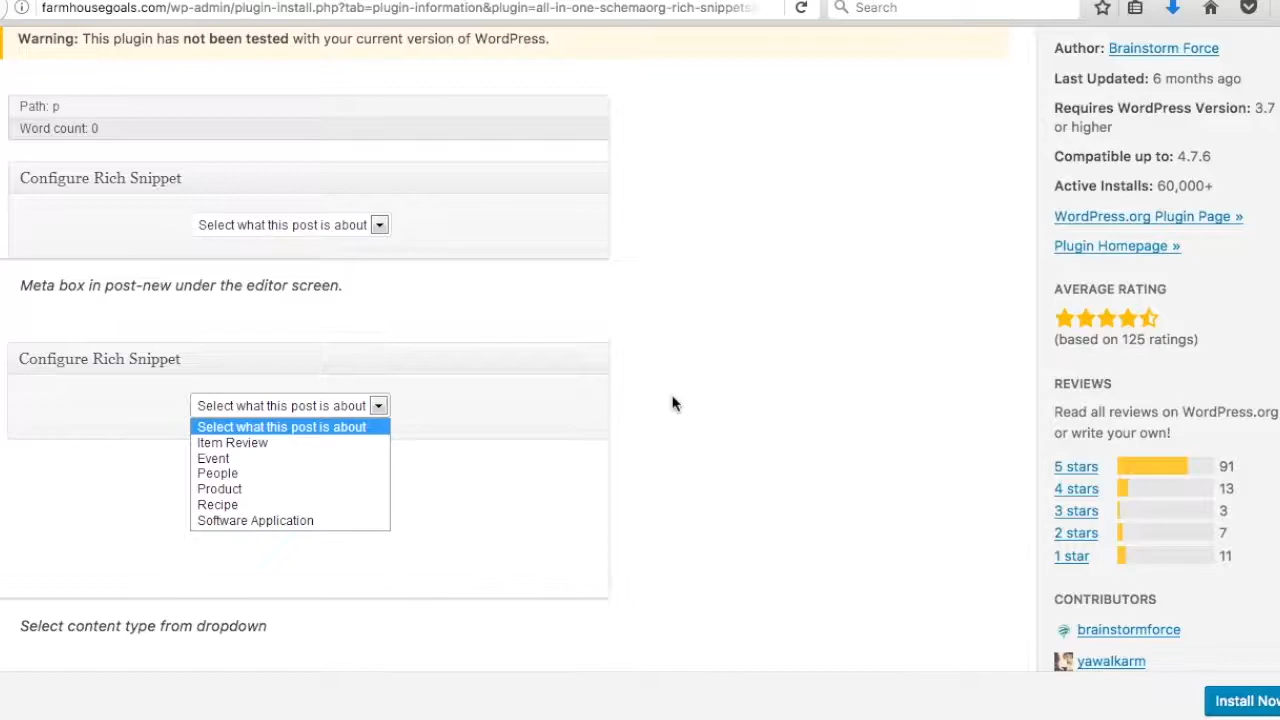 farmhousegoals.com/wp-admin/plugin-install.php?tab=plugin-information&plugin=all-in-one-schemaorg-rich-snippets
Search
Warning: This plugin has not been tested with your current version of WordPress.
Path: p
Word count: 0
Configure Rich Snippet
Select what this post is about
Meta box in post-new under the editor screen.
Configure Rich Snippet
Select what this post is about
Select what this post is about
Item Review
Event
People
Product
Recipe
Software Application
Select content type from dropdown
Author: Brainstorm Force
Last Updated: 6 months ago
Requires WordPress Version: 3.7
or higher
Compatible up to: 4.7.6
Active Installs: 60,000+
WordPress.org Plugin Page »
Plugin Homepage »
AVERAGE RATING
(based on 125 ratings)
REVIEWS
Read all reviews on WordPress.org
or write your own!
5 stars 91
4 stars 13
3 stars 3
2 stars 7
1 star 11
CONTRIBUTORS
brainstormforce
yawalkarm
Install Now